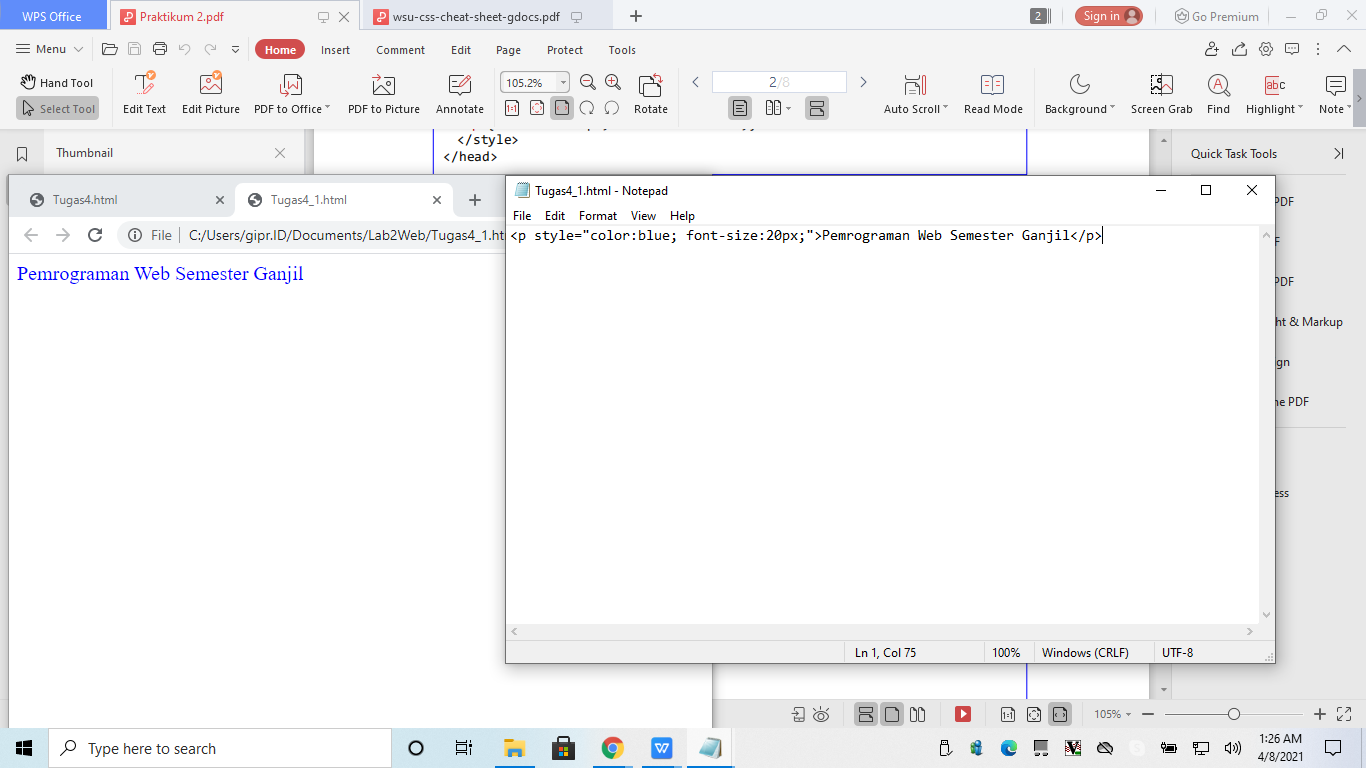 WPS Office
Praktikum 2.pdf
wsu-css-cheat-sheet-gdocs.pdf
2
Sign in
Go Premium
Menu
Home
Insert
Comment
Edit
Page
Protect
Tools
Hand Tool
Select Tool
Edit Text
Edit Picture
PDF to Office
PDF to Picture
Annotate
105.2%
Rotate
2/8
Auto Scroll
Read Mode
Background
Screen Grab
Find
Highlight
Note
Thumbnail
</style>
</head>
Quick Task Tools
PDF
F
PDF
ht & Markup
gn
ne PDF
ess
Tugas4.html
Tugas4_1.html
File
C:/Users/gipr.ID/Documents/Lab2Web/Tugas4_1.ht
Pemrograman Web Semester Ganjil
Tugas4_1.html - Notepad
File Edit Format View Help
<p style="color:blue; font-size:20px;">Pemrograman Web Semester Ganjil</p>
Ln 1, Col 75
100%
Windows (CRLF)
UTF-8
105%
Type here to search
1:26 AM
4/8/2021